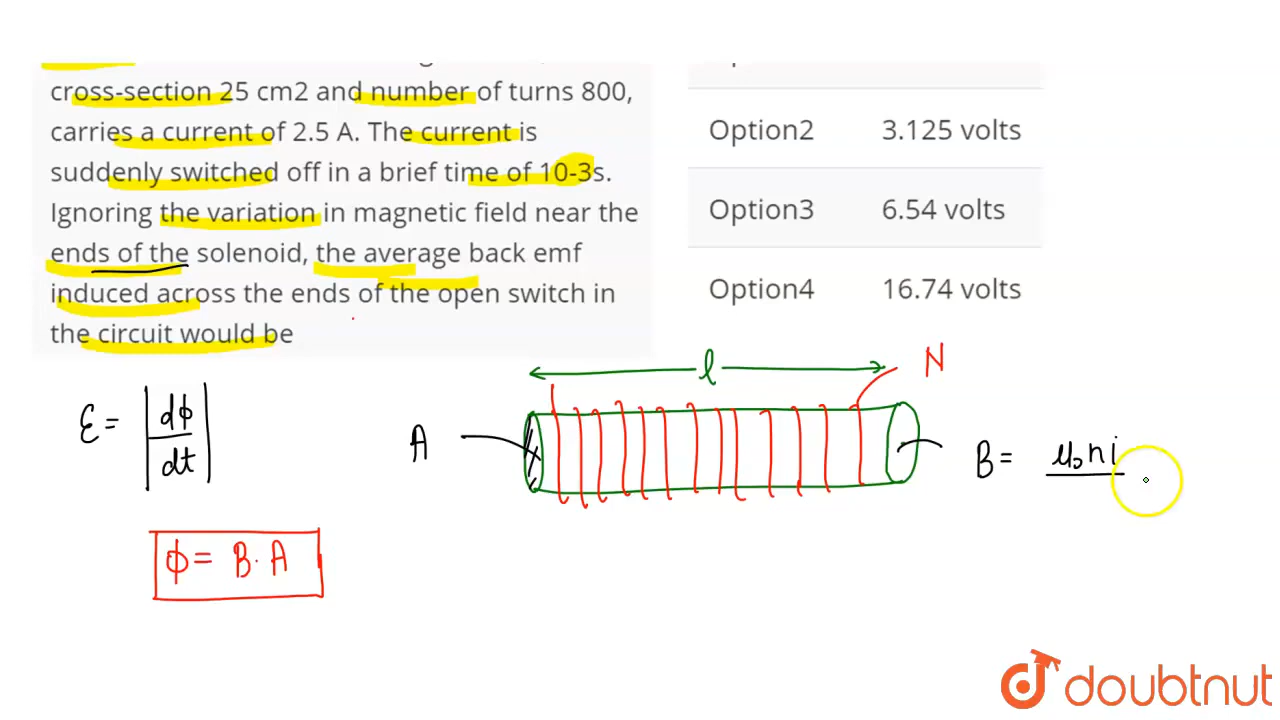 cross-section 25 cm2 and number of turns 800,
carries a current of 2.5 A. The current is
suddenly switched off in a brief time of 10-3s.
Ignoring the variation in magnetic field near the
ends of the solenoid, the average back emf
induced across the ends of the open switch in
the circuit would be
Option2 3.125 volts
Option3 6.54 volts
Option4 16.74 volts
l
N
ε = |dϕ/dt|
A
B = μ₀ni
ϕ = B.A
doubtnut